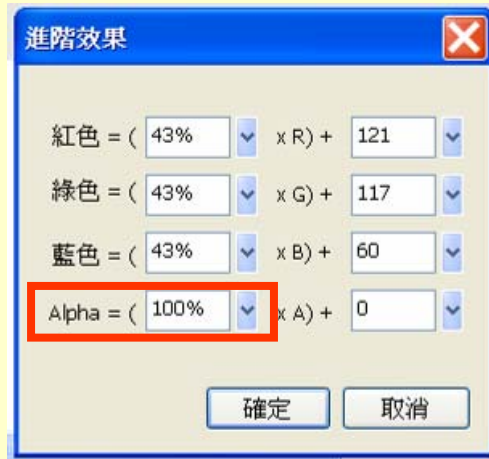 進階效果
紅色 = ( 43% x R) + 121
綠色 = ( 43% x G) + 117
藍色 = ( 43% x B) + 60
Alpha = ( 100% x A) + 0
確定 取消